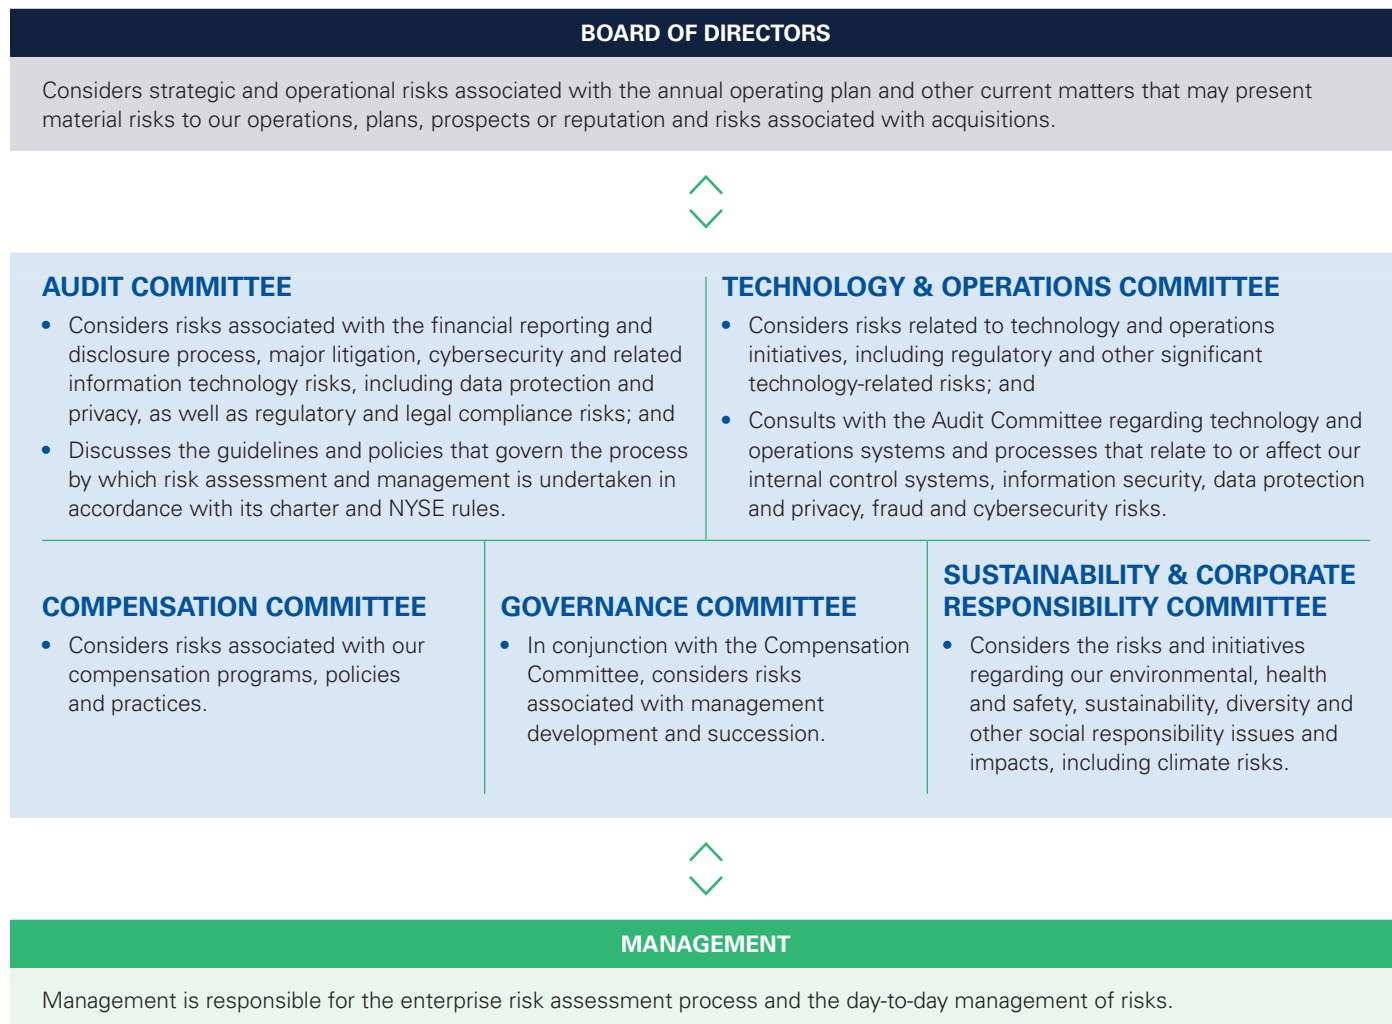 BOARD OF DIRECTORS
Considers strategic and operational risks associated with the annual operating plan and other current matters that may present
material risks to our operations, plans, prospects or reputation and risks associated with acquisitions.
AUDIT COMMITTEE
• Considers risks associated with the financial reporting and
disclosure process, major litigation, cybersecurity and related
information technology risks, including data protection and
privacy, as well as regulatory and legal compliance risks; and
• Discusses the guidelines and policies that govern the process
by which risk assessment and management is undertaken in
accordance with its charter and NYSE rules.
TECHNOLOGY & OPERATIONS COMMITTEE
• Considers risks related to technology and operations
initiatives, including regulatory and other significant
technology-related risks; and
• Consults with the Audit Committee regarding technology and
operations systems and processes that relate to or affect our
internal control systems, information security, data protection
and privacy, fraud and cybersecurity risks.
COMPENSATION COMMITTEE
• Considers risks associated with our
compensation programs, policies
and practices.
GOVERNANCE COMMITTEE
• In conjunction with the Compensation
Committee, considers risks
associated with management
development and succession.
SUSTAINABILITY & CORPORATE
RESPONSIBILITY COMMITTEE
• Considers the risks and initiatives
regarding our environmental, health
and safety, sustainability, diversity and
other social responsibility issues and
impacts, including climate risks.
MANAGEMENT
Management is responsible for the enterprise risk assessment process and the day-to-day management of risks.